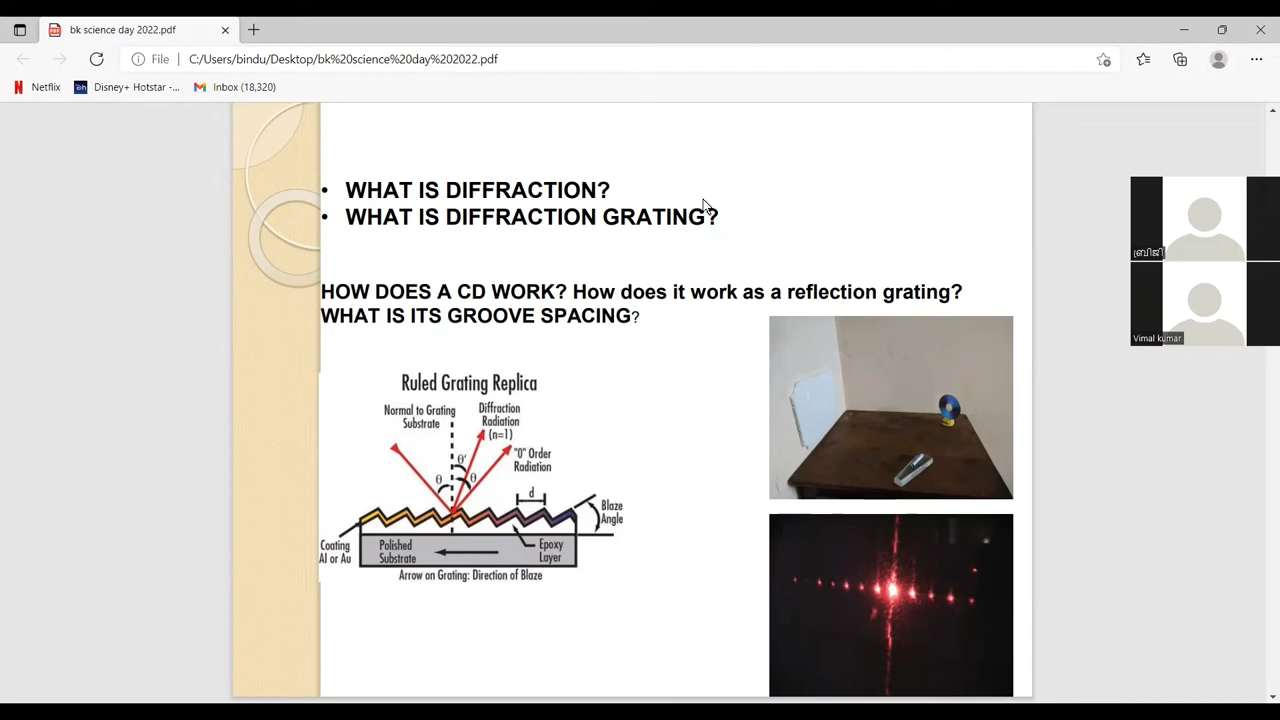 bk science day 2022.pdf
File
C:/Users/bindu/Desktop/bk%20science%20day%202022.pdf
Netflix
Disney+ Hotstar -...
Inbox (18,320)
• WHAT IS DIFFRACTION?
• WHAT IS DIFFRACTION GRATING?
HOW DOES A CD WORK? How does it work as a reflection grating?
WHAT IS ITS GROOVE SPACING?
Ruled Grating Replica
Normal to Grating
Substrate
Diffraction
Radiation
(n=1)
"0" Order
Radiation
θ'
θ
θ
d
Blaze
Angle
Coating
Al or Au
Polished
Substrate
Epoxy
Layer
Arrow on Grating: Direction of Blaze
ബ്രിജി
Vimal kumar